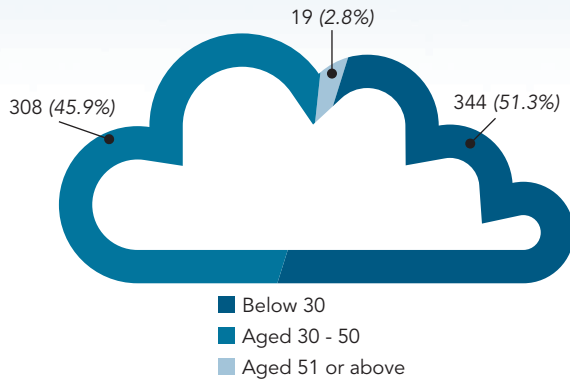 19 (2.8%)
308 (45.9%)
344 (51.3%)
Below 30
Aged 30 - 50
Aged 51 or above